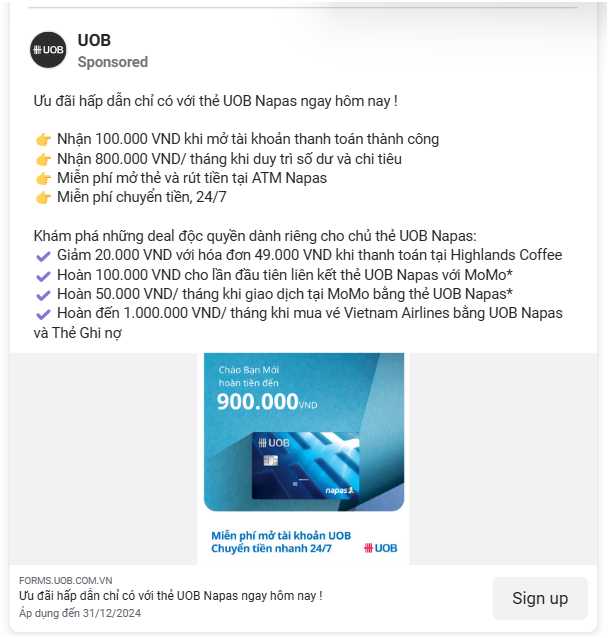 UOB
UOB
Sponsored
Ưu đãi hấp dẫn chỉ có với thẻ UOB Napas ngay hôm nay !
👉 Nhận 100.000 VND khi mở tài khoản thanh toán thành công
👉 Nhận 800.000 VND/ tháng khi duy trì số dư và chi tiêu
👉 Miễn phí mở thẻ và rút tiền tại ATM Napas
👉 Miễn phí chuyển tiền, 24/7
Khám phá những deal độc quyền dành riêng cho chủ thẻ UOB Napas:
✔ Giảm 20.000 VND với hóa đơn 49.000 VND khi thanh toán tại Highlands Coffee
✔ Hoàn 100.000 VND cho lần đầu tiên liên kết thẻ UOB Napas với MoMo*
✔ Hoàn 50.000 VND/ tháng khi giao dịch tại MoMo bằng thẻ UOB Napas*
✔ Hoàn đến 1.000.000 VND/ tháng khi mua vé Vietnam Airlines bằng UOB Napas
và Thẻ Ghi nợ
Chào Bạn Mới
hoàn tiền đến
900.000 VND
UOB
napas
Miễn phí mở tài khoản UOB
Chuyển tiền nhanh 24/7
UOB
FORMS.UOB.COM.VN
Ưu đãi hấp dẫn chỉ có với thẻ UOB Napas ngay hôm nay !
Áp dụng đến 31/12/2024
Sign up